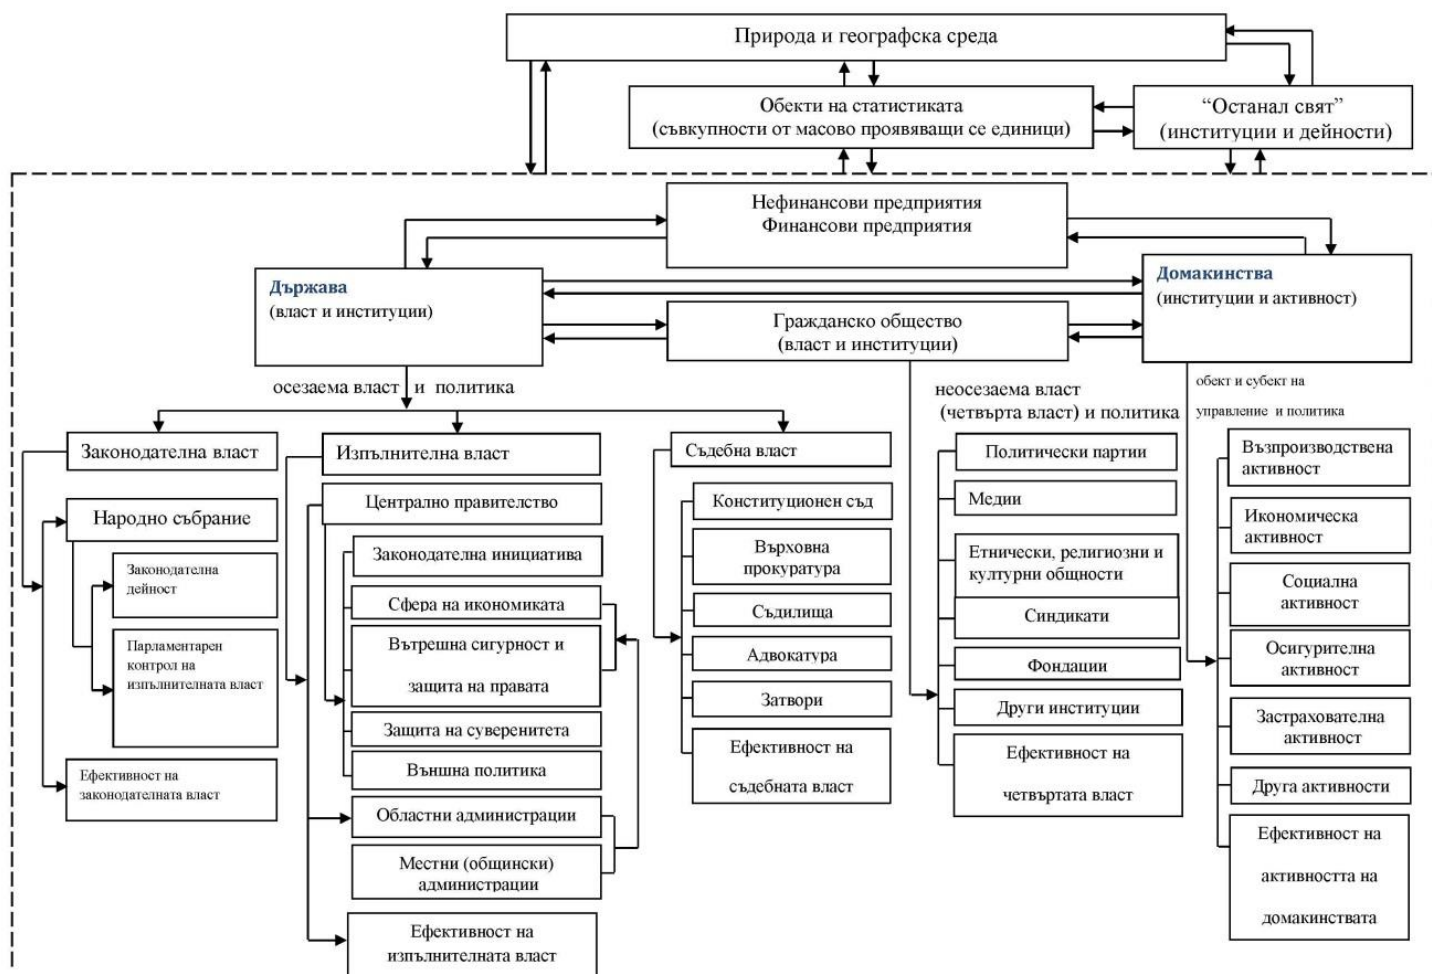 Природа и географска среда
Обекти на статистиката
(съвкупности от масово проявяващи се единици)
“Останал свят”
(институции и дейности)
Нефинансови предприятия
Финансови предприятия
Държава
(власт и институции)
Домакинства
(институции и активност)
Гражданско общество
(власт и институции)
осезаема власт и политика
неосезаема власт
(четвърта власт) и политика
обект и субект на
управление и политика
Законодателна власт
Народно събрание
Законодателна
дейност
Парламентарен
контрол на
изпълнителната власт
Ефективност на
законодателната власт
Изпълнителна власт
Централно правителство
Законодателна инициатива
Сфера на икономиката
Вътрешна сигурност и
защита на правата
Защита на суверенитета
Външна политика
Областни администрации
Местни (общински)
администрации
Ефективност на
изпълнителната власт
Съдебна власт
Конституционен съд
Върховна
прокуратура
Съдилища
Адвокатура
Затвори
Ефективност на
съдебната власт
Политически партии
Медии
Етнически, религиозни и
културни общности
Синдикати
Фондации
Други институции
Ефективност на
четвъртата власт
Възпроизводствена
активност
Икономическа
активност
Социална
активност
Осигурителна
активност
Застрахователна
активност
Друга активности
Ефективност на
активността на
домакинствата